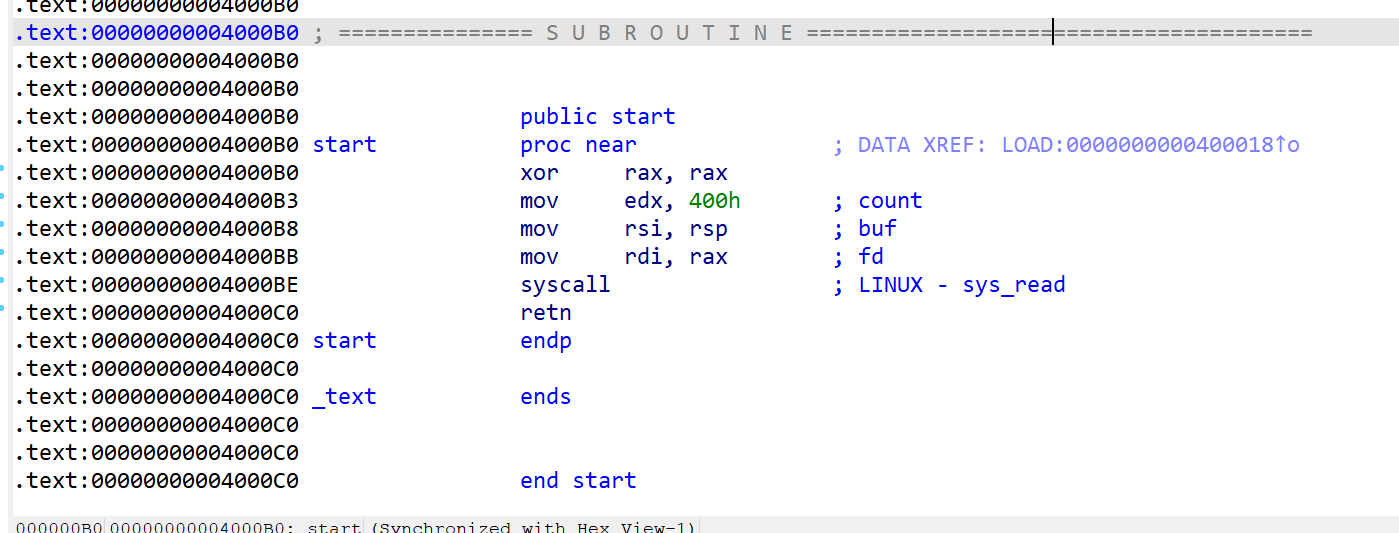 .text:00000000004000B0
.text:00000000004000B0 ; =============== S U B R O U T I N E =======================================
.text:00000000004000B0
.text:00000000004000B0
.text:00000000004000B0 public start
.text:00000000004000B0 start proc near ; DATA XREF: LOAD:0000000000400018↑o
.text:00000000004000B0 xor rax, rax
.text:00000000004000B3 mov edx, 400h ; count
.text:00000000004000B8 mov rsi, rsp ; buf
.text:00000000004000BB mov rdi, rax ; fd
.text:00000000004000BE syscall ; LINUX - sys_read
.text:00000000004000C0 retn
.text:00000000004000C0 start endp
.text:00000000004000C0
.text:00000000004000C0 _text ends
.text:00000000004000C0
.text:00000000004000C0
.text:00000000004000C0 end start
000000B0 00000000004000B0: start (Synchronized with Hex View-1)